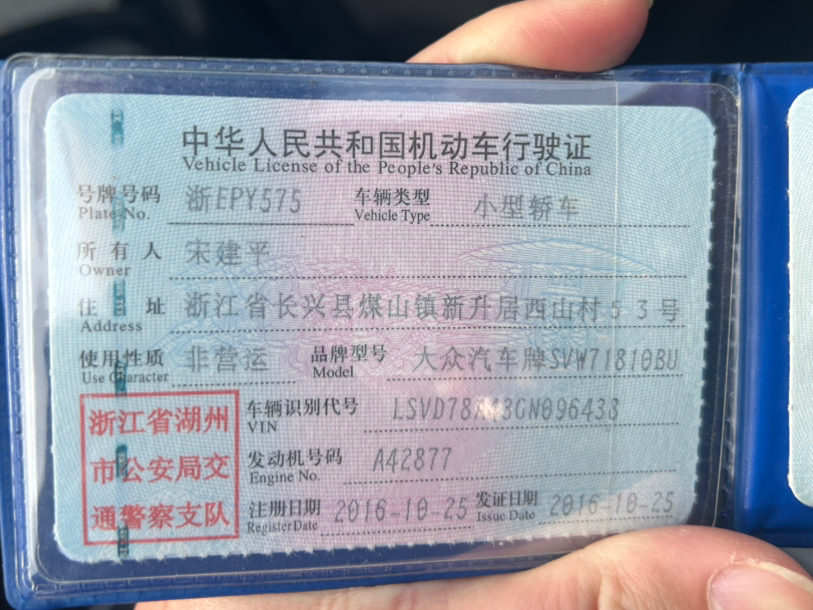 中华人民共和国机动车行驶证
Vehicle License of the People's Republic of China
号牌号码 浙EPY575 车辆类型 小型轿车
Plate No. Vehicle Type
所有人 宋建平
Owner
住址 浙江省长兴县煤山镇新升居西山村53号
Address
使用性质 非营运 品牌型号 大众汽车牌SVW71810BU
Use Character Model
浙江省湖州
市公安局交
通警察支队
车辆识别代号
VIN
发动机号码 A42877
Engine No.
注册日期 2016-10-25 发证日期 2016-10-25
Register Date Issue Date